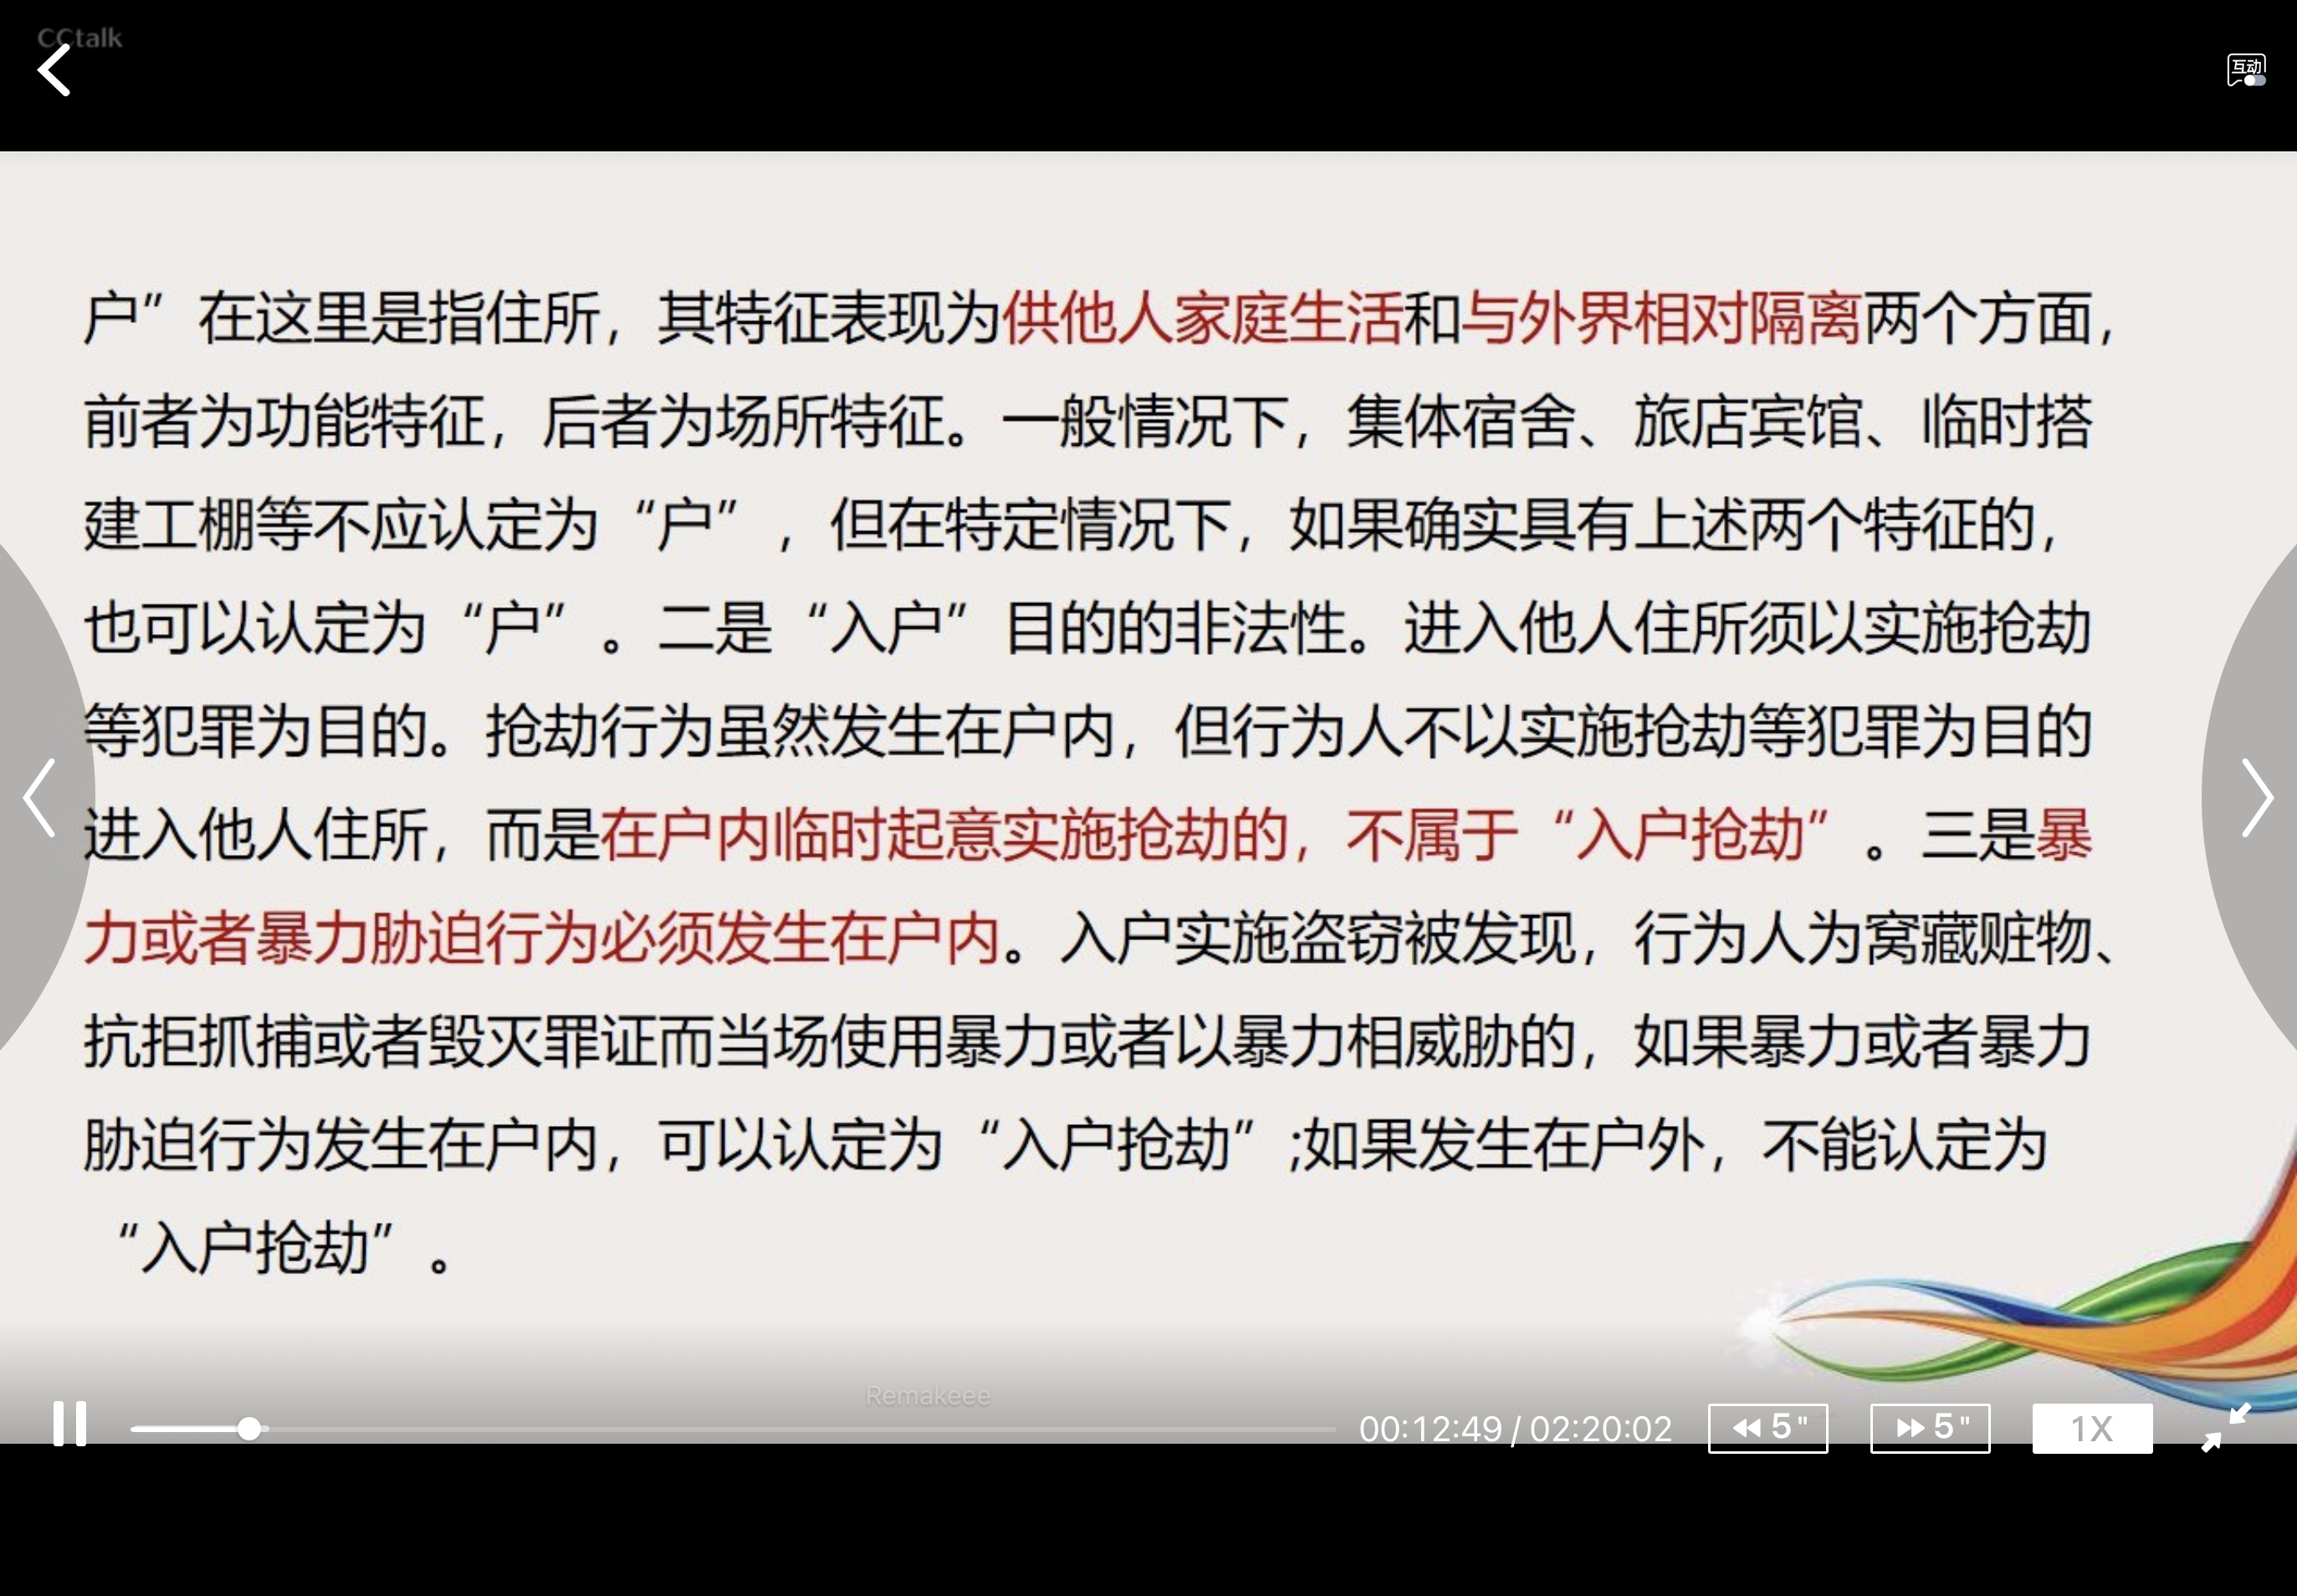 CCtalk
互动
户”在这里是指住所，其特征表现为供他人家庭生活和与外界相对隔离两个方面，
前者为功能特征，后者为场所特征。一般情况下，集体宿舍、旅店宾馆、临时搭
建工棚等不应认定为“户”，但在特定情况下，如果确实具有上述两个特征的，
也可以认定为“户”。二是“入户”目的的非法性。进入他人住所须以实施抢劫
等犯罪为目的。抢劫行为虽然发生在户内，但行为人不以实施抢劫等犯罪为目的
进入他人住所，而是在户内临时起意实施抢劫的，不属于“入户抢劫”。三是暴
力或者暴力胁迫行为必须发生在户内。入户实施盗窃被发现，行为人为窝藏赃物、
抗拒抓捕或者毁灭罪证而当场使用暴力或者以暴力相威胁的，如果暴力或者暴力
胁迫行为发生在户内，可以认定为“入户抢劫”;如果发生在户外，不能认定为
“入户抢劫”。
Remakeee
00:12:49 / 02:20:02 5" 5" 1X